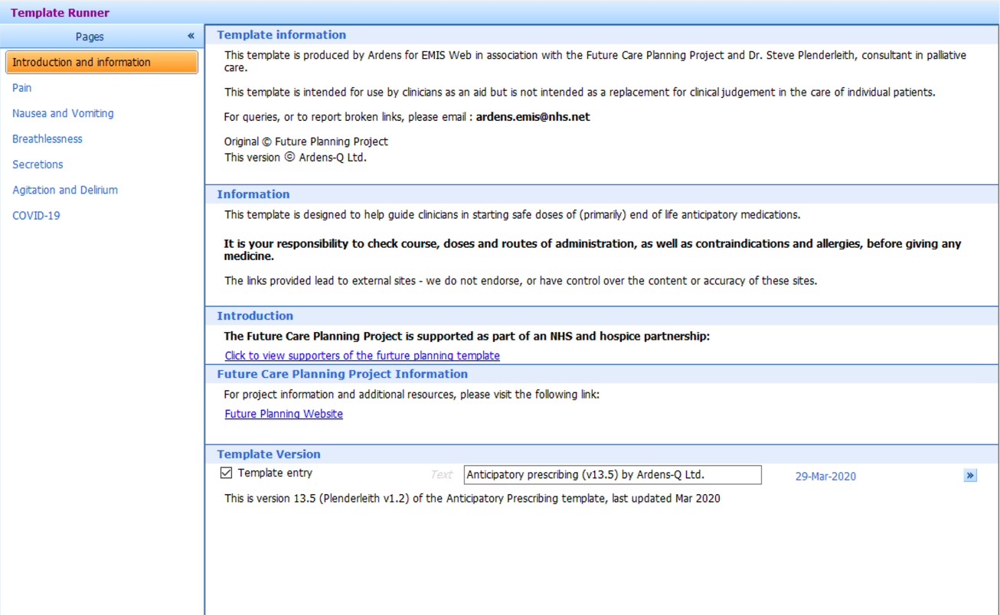 Template Runner
Pages «
Introduction and information
Pain
Nausea and Vomiting
Breathlessness
Secretions
Agitation and Delirium
COVID-19
Template information
This template is produced by Ardens for EMIS Web in association with the Future Care Planning Project and Dr. Steve Plenderleith, consultant in palliative
care.
This template is intended for use by clinicians as an aid but is not intended as a replacement for clinical judgement in the care of individual patients.
For queries, or to report broken links, please email : ardens.emis@nhs.net
Original © Future Planning Project
This version © Ardens-Q Ltd.
Information
This template is designed to help guide clinicians in starting safe doses of (primarily) end of life anticipatory medications.
It is your responsibility to check course, doses and routes of administration, as well as contraindications and allergies, before giving any
medicine.
The links provided lead to external sites - we do not endorse, or have control over the content or accuracy of these sites.
Introduction
The Future Care Planning Project is supported as part of an NHS and hospice partnership:
Click to view supporters of the furture planning template
Future Care Planning Project Information
For project information and additional resources, please visit the following link:
Future Planning Website
Template Version
Template entry Text Anticipatory prescribing (v13.5) by Ardens-Q Ltd. 29-Mar-2020 »
This is version 13.5 (Plenderleith v1.2) of the Anticipatory Prescribing template, last updated Mar 2020